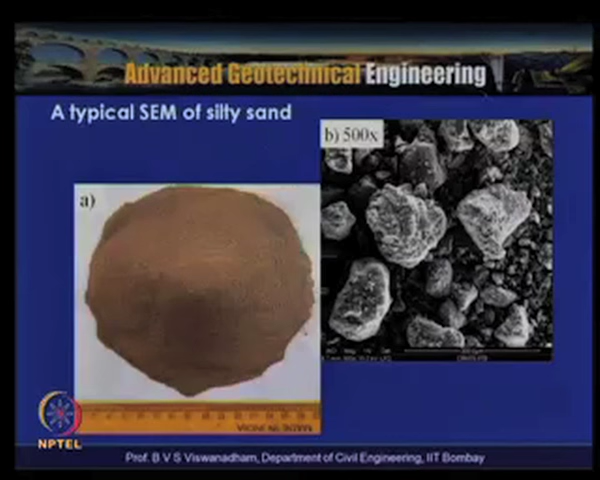 Advanced Geotechnical Engineering
A typical SEM of silty sand
b) 500x
a)
NPTEL
Prof. B V S Viswanadham, Department of Civil Engineering, IIT Bombay